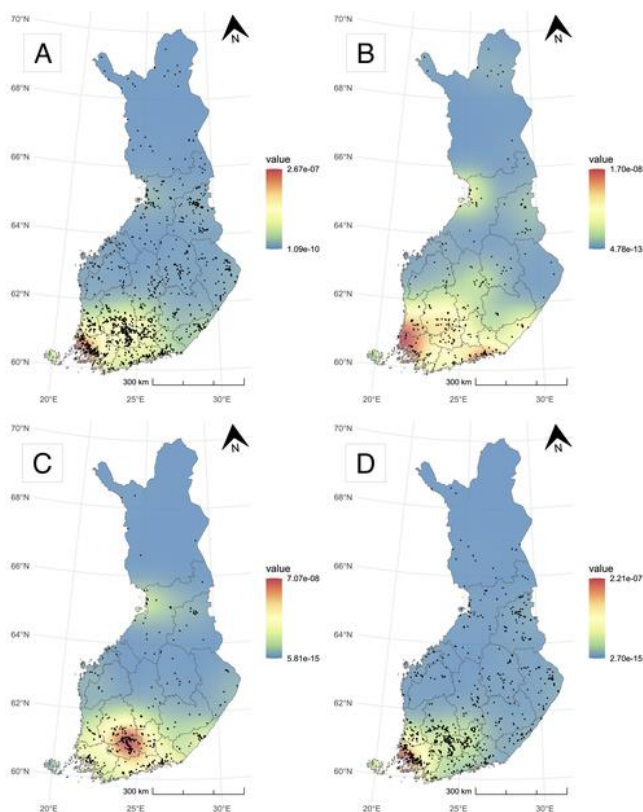 70°N
A
N
68°N
66°N
64°N
62°N
60°N
value
2.67e-07
1.09e-10
300 km
20°E
25°E
30°E
70°N
B
N
68°N
66°N
64°N
62°N
60°N
value
1.70e-08
4.78e-13
300 km
20°E
25°E
30°E
70°N
C
N
68°N
66°N
64°N
62°N
60°N
value
7.07e-08
5.81e-15
300 km
20°E
25°E
30°E
70°N
D
N
68°N
66°N
64°N
62°N
60°N
value
2.21e-07
2.70e-15
300 km
20°E
25°E
30°E